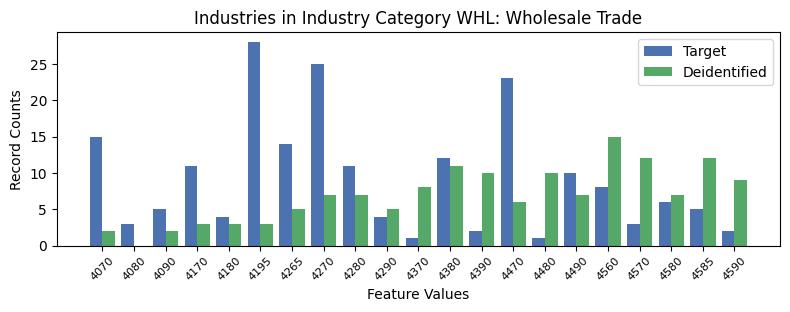 Industries in Industry Category WHL: Wholesale Trade
Target
Deidentified
Record Counts
25
20
15
10
5
0
4070 4080 4090 4170 4180 4195 4265 4270 4280 4290 4370 4380 4390 4470 4480 4490 4560 4570 4580 4585 4590
Feature Values